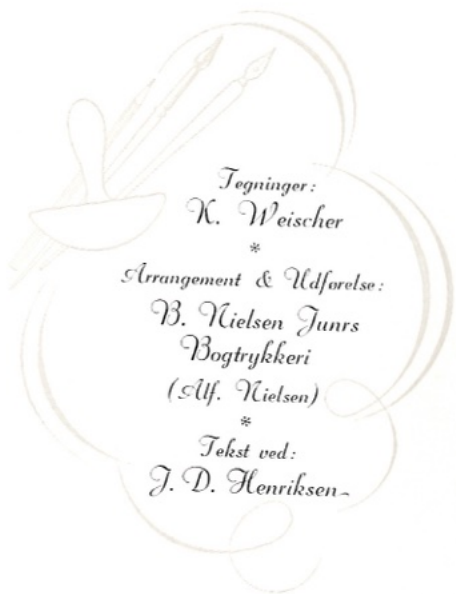 Tegninger:
K. Weischer
*
Arrangement & Udførelse:
B. Nielsen Junrs
Bogtrykkeri
(Alf. Nielsen)
*
Tekst ved:
J. D. Henriksen